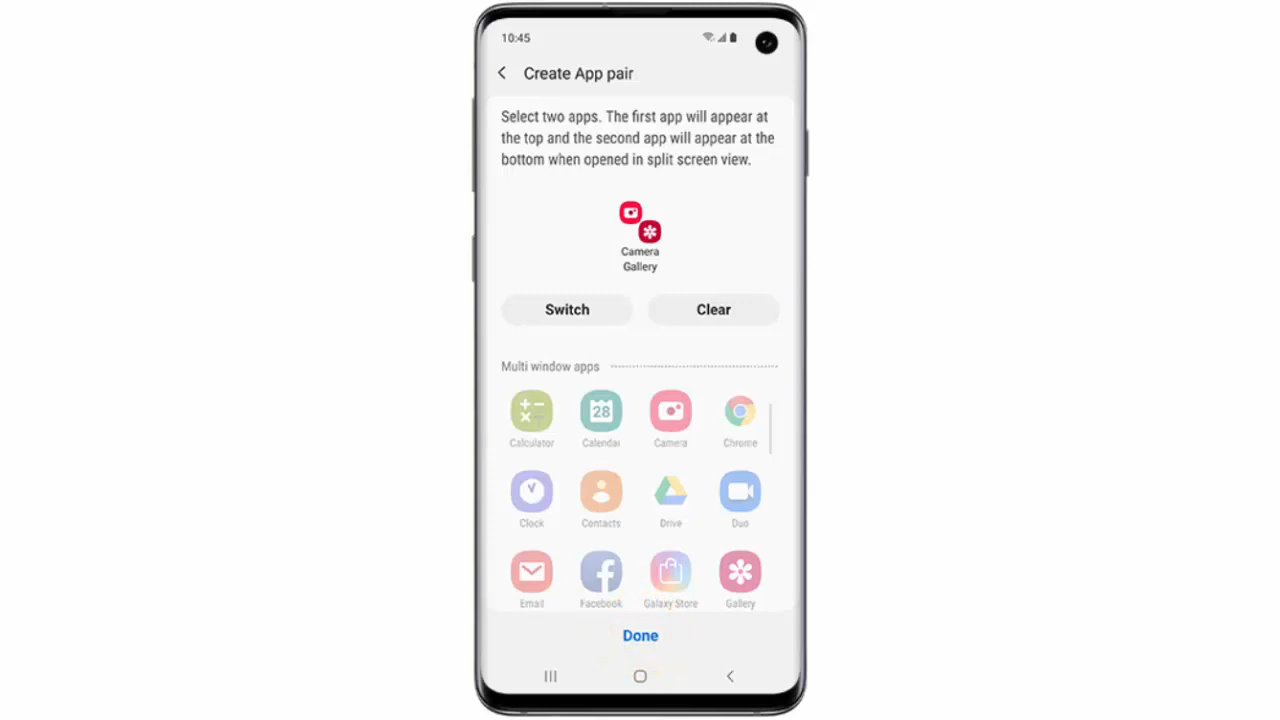 10:45
Create App pair
Select two apps. The first app will appear at
the top and the second app will appear at the
bottom when opened in split screen view.
Camera
Gallery
Switch Clear
Multi window apps
28
Calculator Calendar Camera Chrome
Clock Contacts Drive Duo
Email Facebook Galaxy Store Gallery
Done